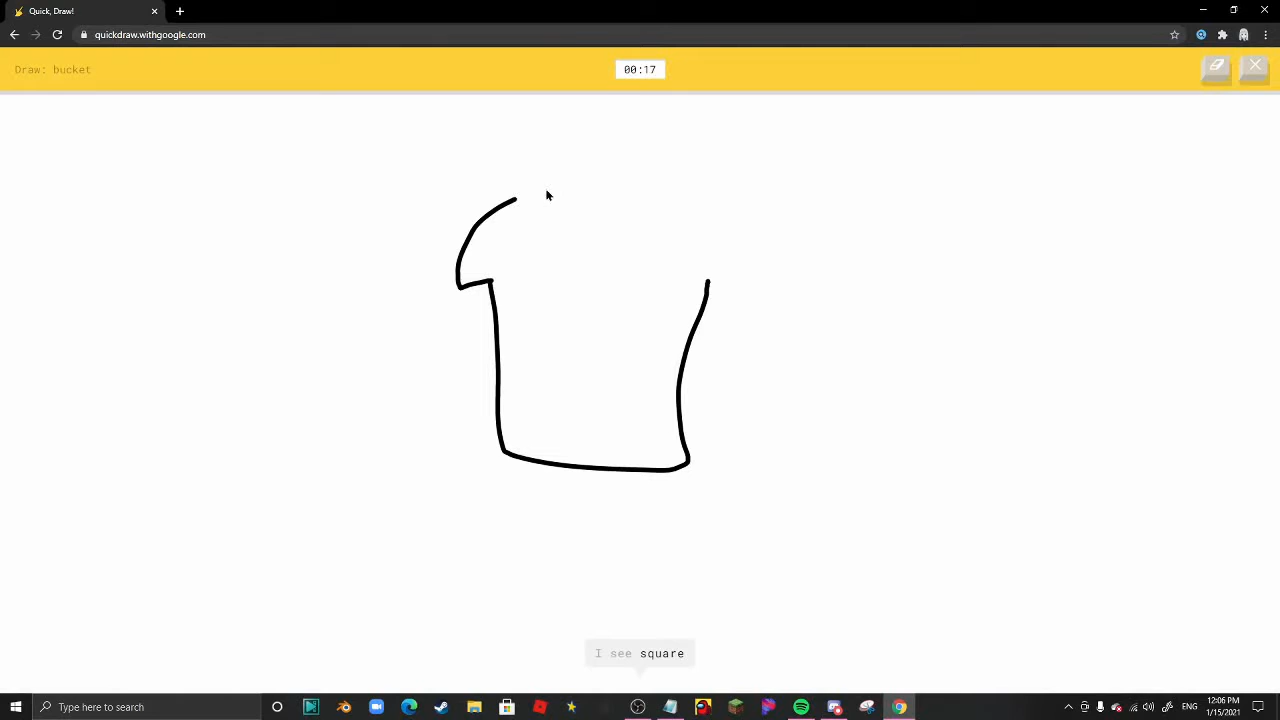 Quick, Draw!
quickdraw.withgoogle.com
Draw: bucket
00:17
I see square
Type here to search
ENG
12:06 PM
1/15/2021